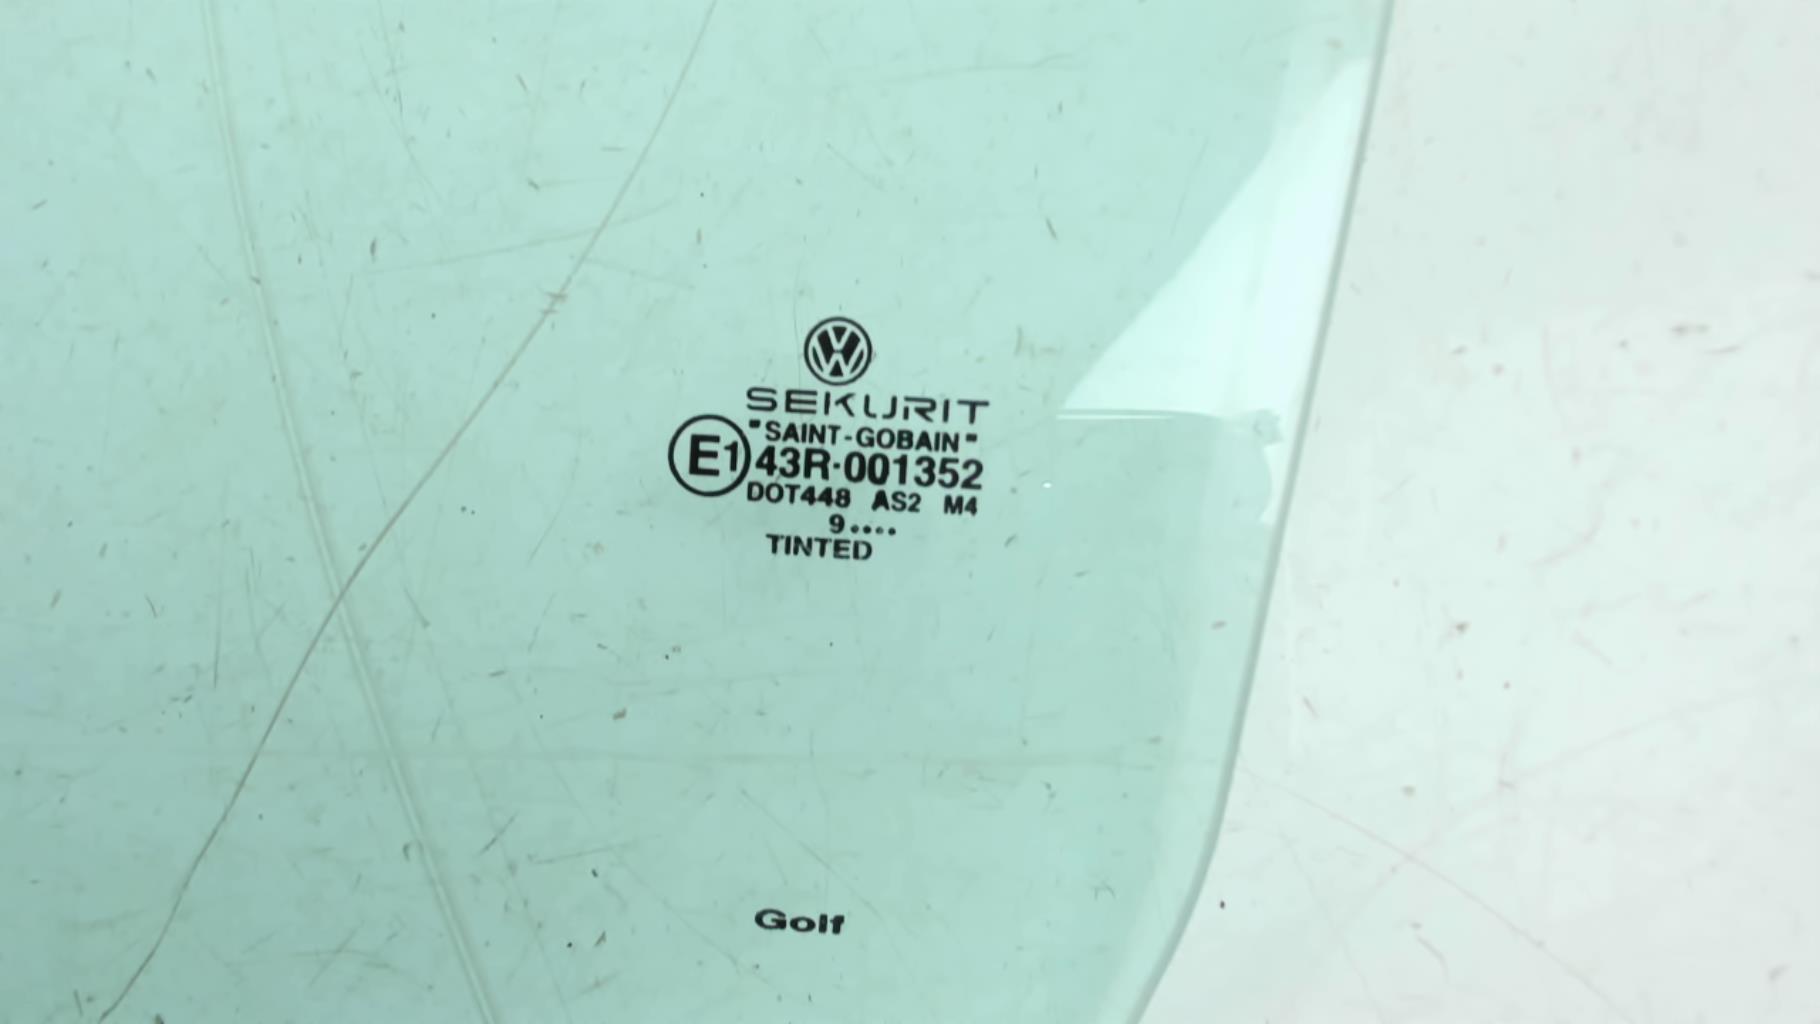 SEKURIT
"SAINT-GOBAIN"
E1 43R-001352
DOT448 AS2 M4
9....
TINTED
Golf